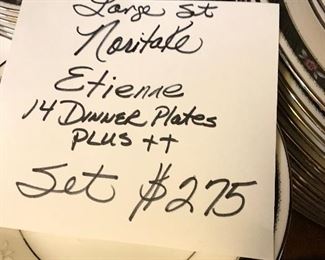 Large St
Noritake
Etienne
14 Dinner Plates
PLUS ++
Set $275